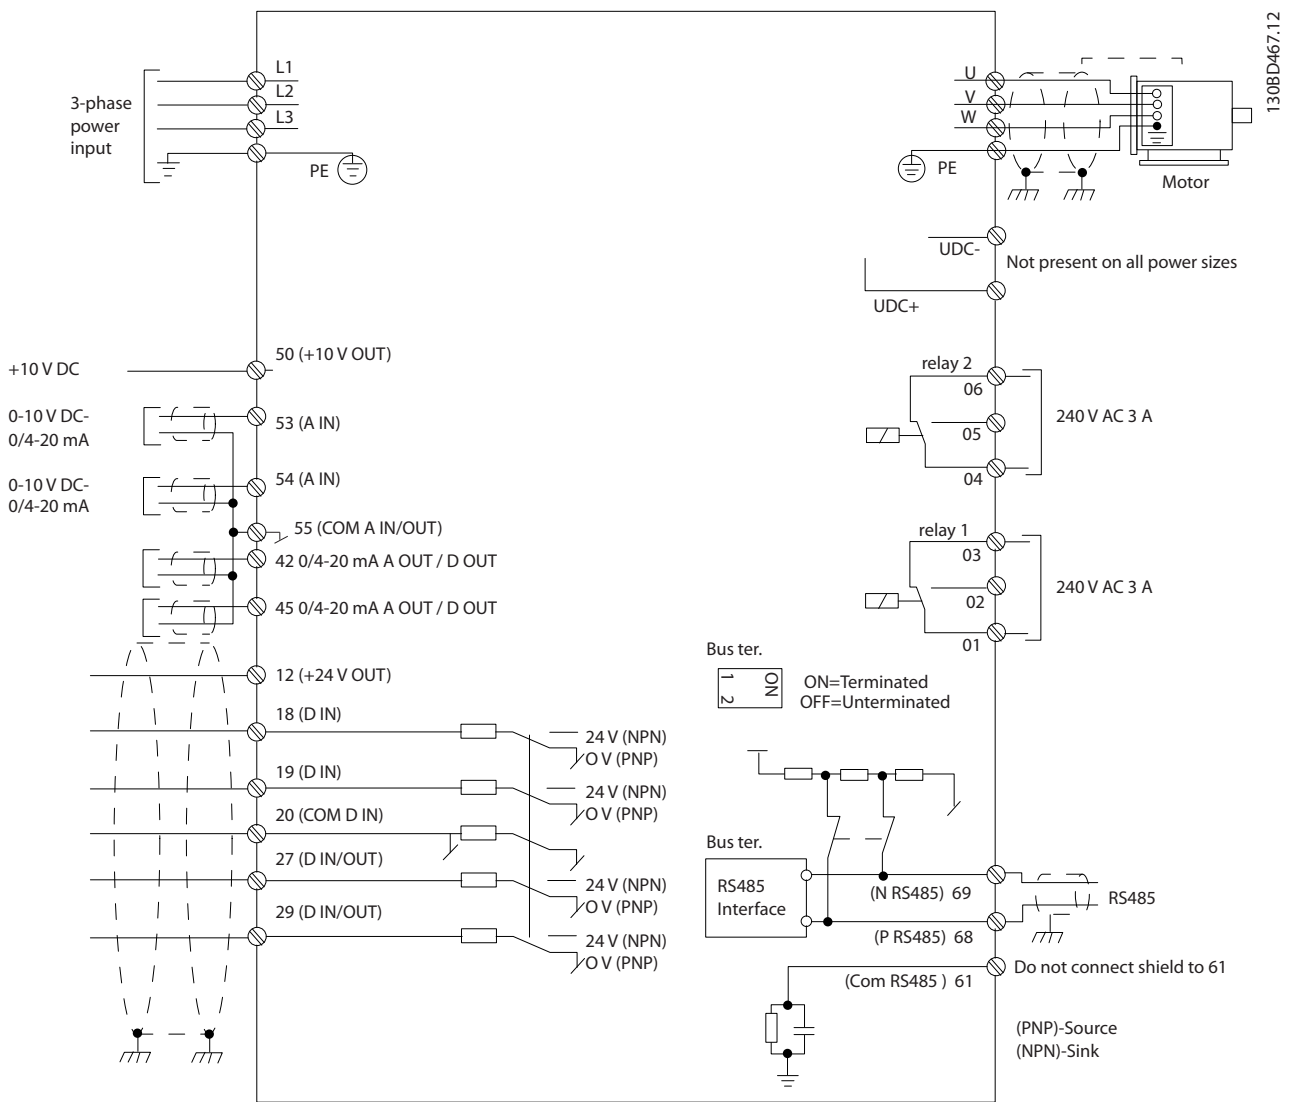 130BD467.12
L1
L2
L3
3-phase
power
input
PE
U
V
W
PE
Motor
UDC-
Not present on all power sizes
UDC+
+10 V DC
50 (+10 V OUT)
0-10 V DC-
0/4-20 mA
53 (A IN)
0-10 V DC-
0/4-20 mA
54 (A IN)
55 (COM A IN/OUT)
42 0/4-20 mA A OUT / D OUT
45 0/4-20 mA A OUT / D OUT
12 (+24 V OUT)
18 (D IN)
24 V (NPN)
O V (PNP)
19 (D IN)
24 V (NPN)
O V (PNP)
20 (COM D IN)
27 (D IN/OUT)
24 V (NPN)
O V (PNP)
29 (D IN/OUT)
24 V (NPN)
O V (PNP)
relay 2
06
05
04
240 V AC 3 A
relay 1
03
02
01
240 V AC 3 A
Bus ter.
1
2
ON
ON=Terminated
OFF=Unterminated
Bus ter.
RS485
Interface
(N RS485) 69
RS485
(P RS485) 68
(Com RS485 ) 61
Do not connect shield to 61
(PNP)-Source
(NPN)-Sink